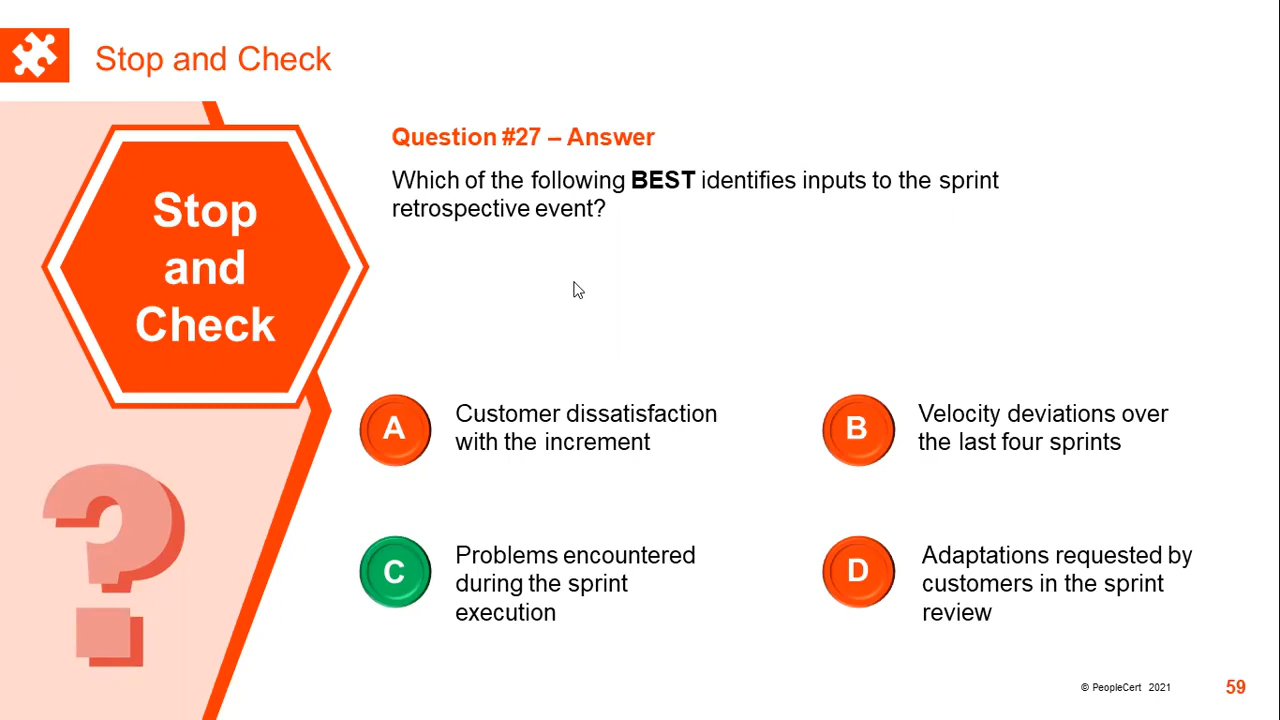 Stop and Check
Stop
and
Check
Question #27 – Answer
Which of the following BEST identifies inputs to the sprint
retrospective event?
A
Customer dissatisfaction
with the increment
B
Velocity deviations over
the last four sprints
C
Problems encountered
during the sprint
execution
D
Adaptations requested by
customers in the sprint
review
?
© PeopleCert 2021
59